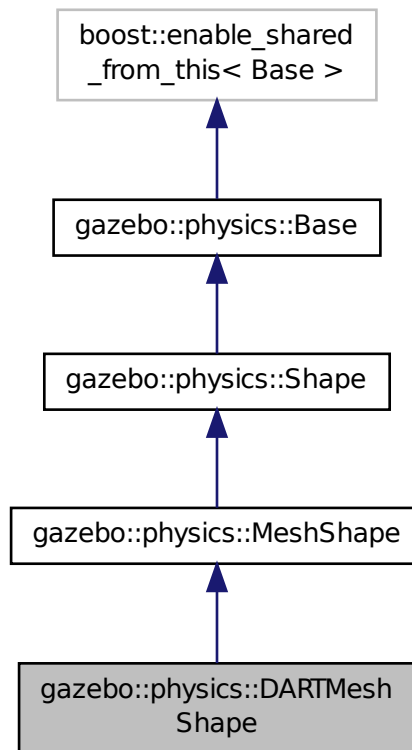 boost::enable_shared
_from_this< Base >
gazebo::physics::Base
gazebo::physics::Shape
gazebo::physics::MeshShape
gazebo::physics::DARTMesh
Shape